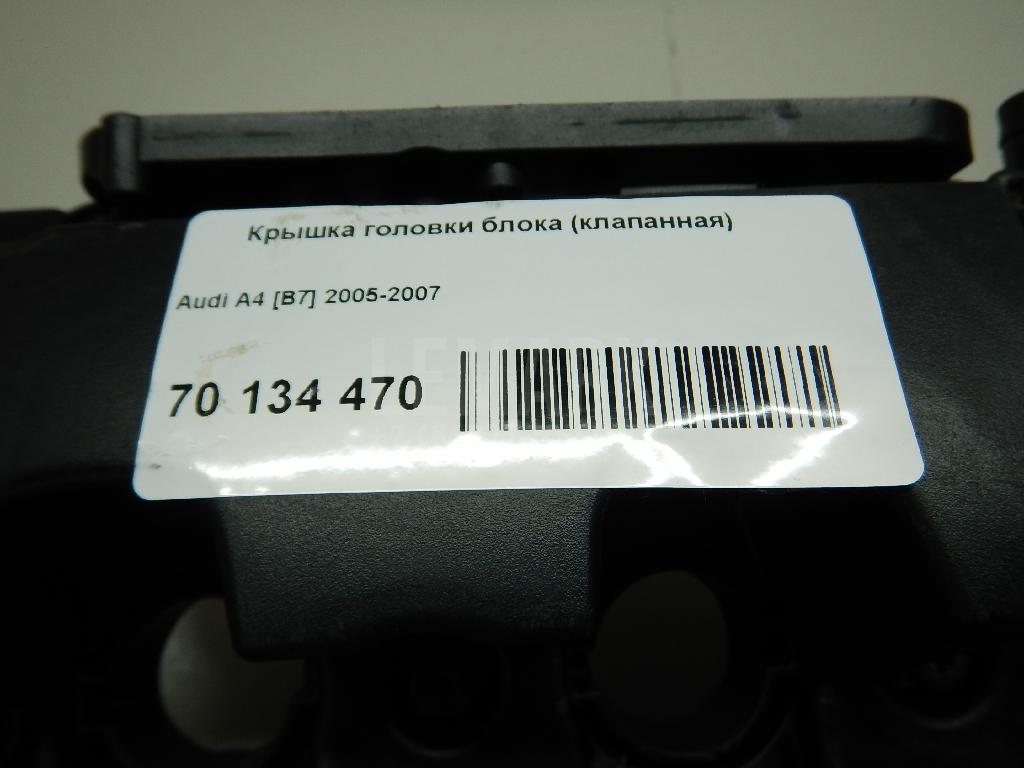 Крышка головки блока (клапанная)
Audi A4 [B7] 2005-2007
70 134 470